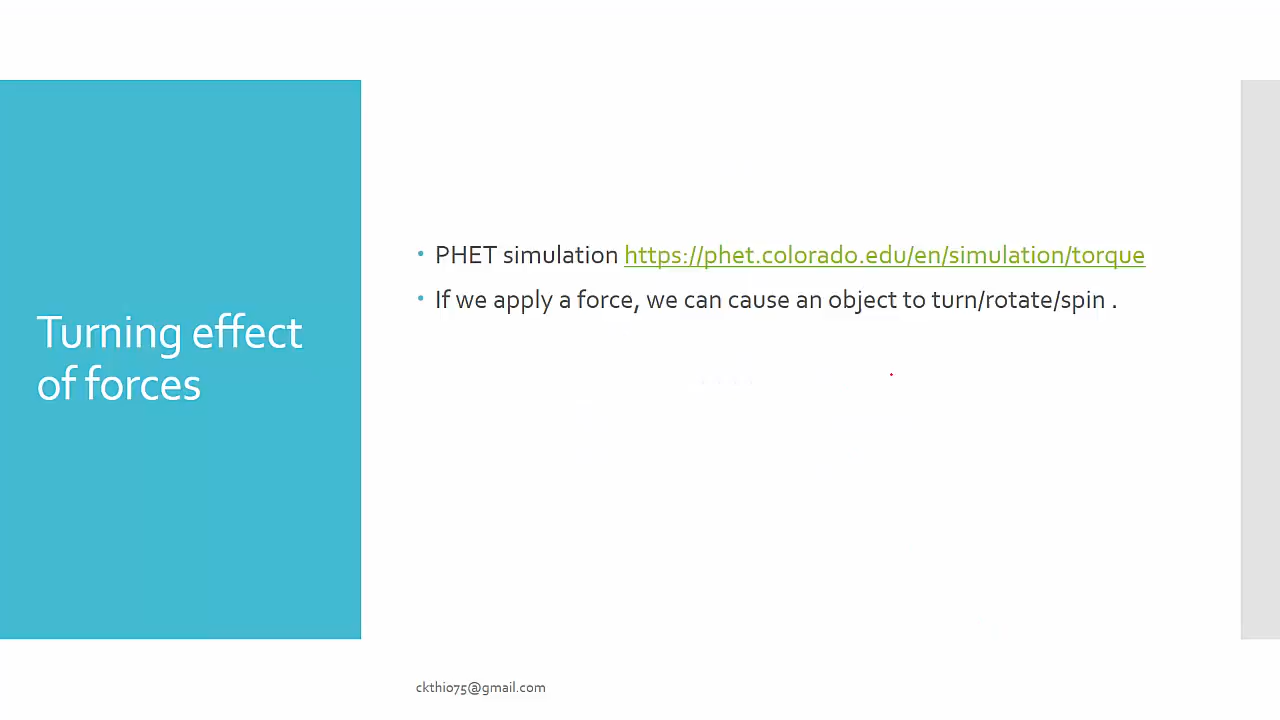 Turning effect
of forces
• PHET simulation https://phet.colorado.edu/en/simulation/torque
• If we apply a force, we can cause an object to turn/rotate/spin .
ckthio75@gmail.com